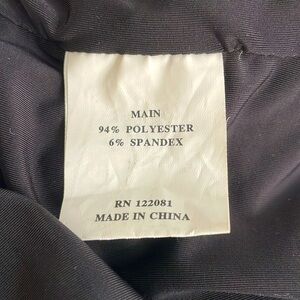 MAIN
94% POLYESTER
6% SPANDEX
RN 122081
MADE IN CHINA